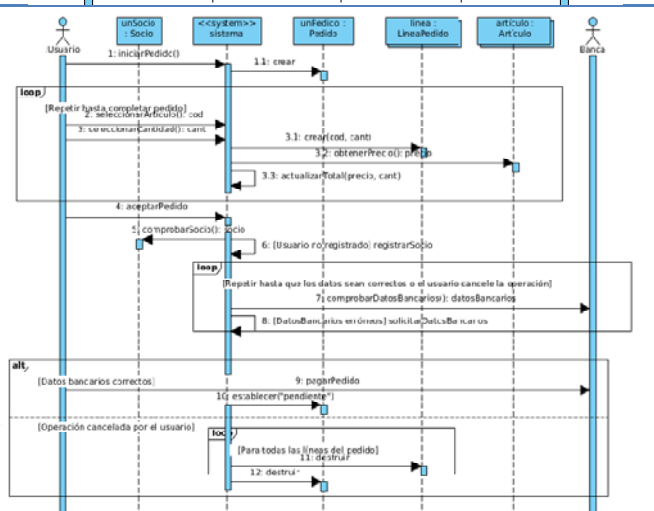 unSocio :
Socio
<<system>>
sistema
unPedico :
Pedido
linea :
LineaPedido
artículo :
Artículo
Usuario
Banca
1: iniciarPedido()
1.1: crear
loop
[Repetir hasta completar pedido]
2: seleccionarArticulo(): cod
3: seleccionarCantidad(): cant
3.1: crear(cod, cant)
3.2: obtenerPrecio(): precio
3.3: actualizarTotal(precio, cant)
4: aceptarPedido
5: comprobarSocio(): socio
6: [Usuario no registrado] registrarSocio
loop
[Repetir hasta que los datos sean correctos o el usuario cancele la operación]
7: comprobarDatosBancarios(): datosBancarios
8: [DatosBancarios erróneos] solicitarDatosBancarios
alt
[Datos bancarios correctos]
9: pagarPedido
10: establecer("pendiente")
[Operación cancelada por el usuario]
loop
[Para todas las líneas del pedido]
11: destruir
12: destruir